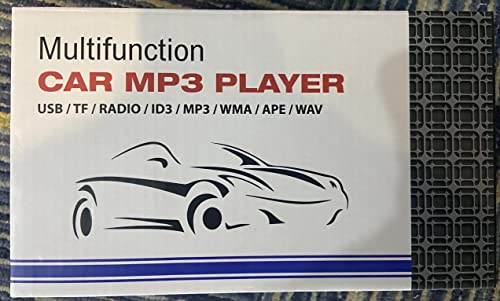 Multifunction
CAR MP3 PLAYER
USB / TF / RADIO / ID3 / MP3 / WMA / APE / WAV